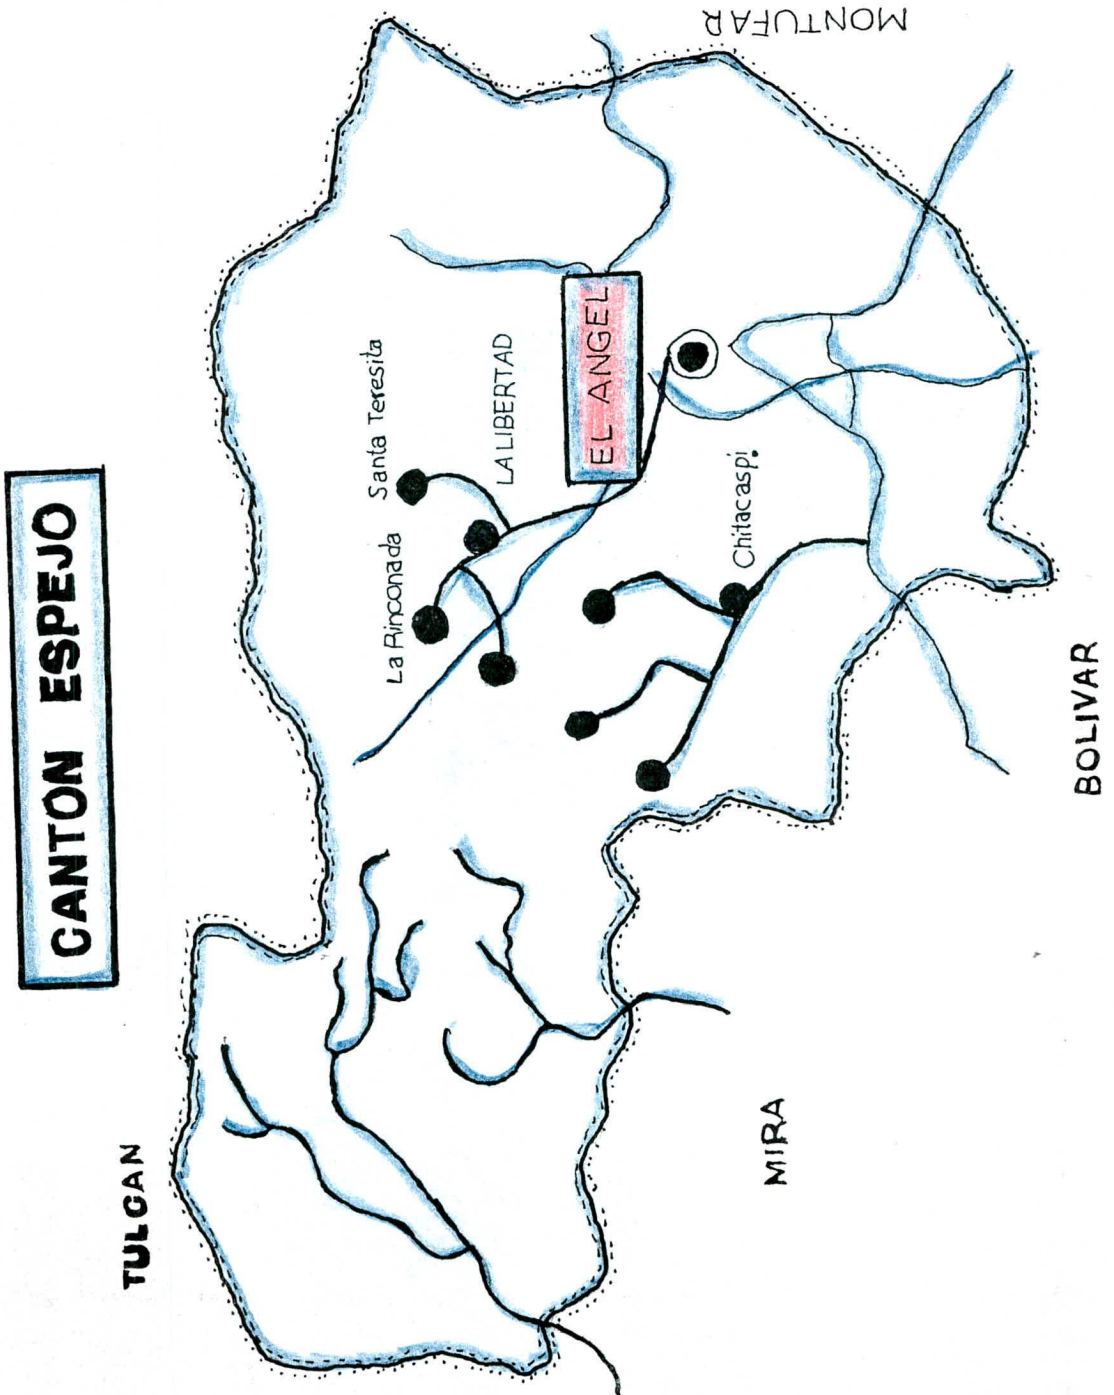 CANTON ESPEJO
TULCAN
MONTUFAR
Santa Teresita
LA LIBERTAD
La Rinconada
EL ANGEL
Chitacaspi
MIRA
BOLIVAR